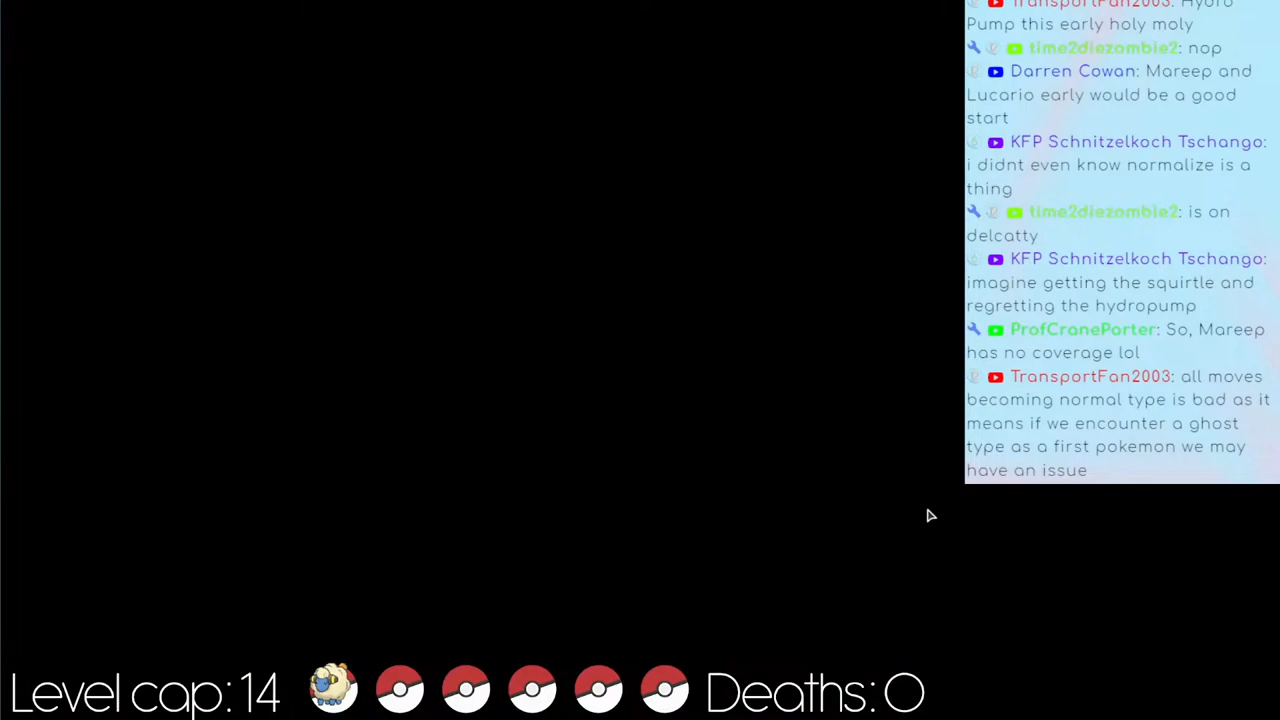 TransportFan2003: Hydro
Pump this early holy moly
time2diezombie2: nop
Darren Cowan: Mareep and
Lucario early would be a good
start
KFP Schnitzelkoch Tschango:
i didnt even know normalize is a
thing
time2diezombie2: is on
delcatty
KFP Schnitzelkoch Tschango:
imagine getting the squirtle and
regretting the hydropump
ProfCranePorter: So, Mareep
has no coverage lol
TransportFan2003: all moves
becoming normal type is bad as it
means if we encounter a ghost
type as a first pokemon we may
have an issue
Level cap: 14 Deaths: 0